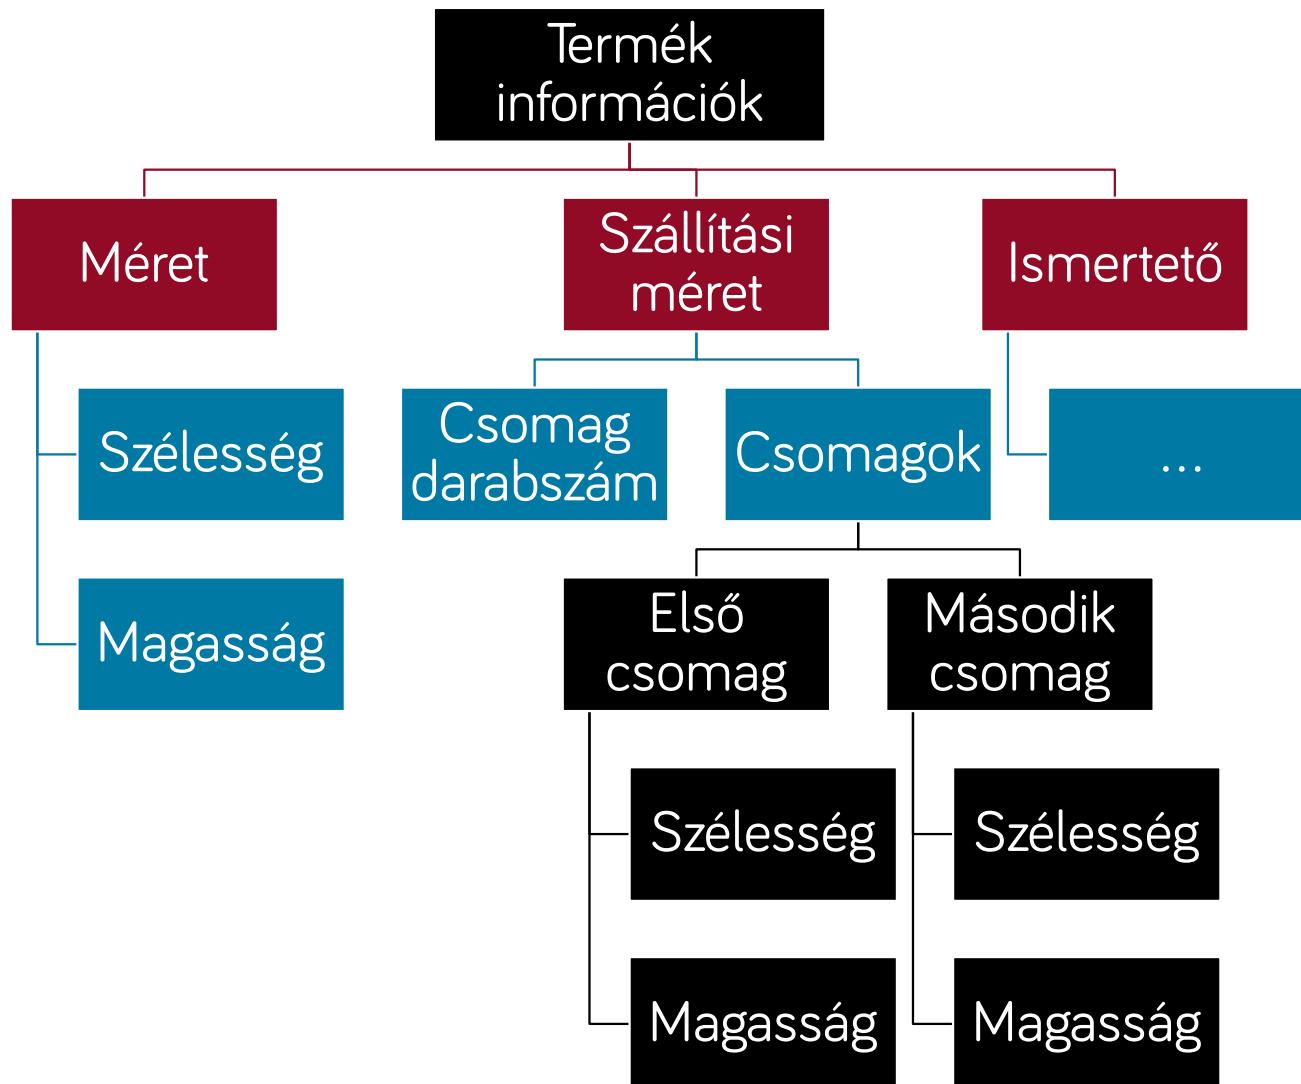 Termék
információk
Méret
Szállítási
méret
Ismertető
Szélesség
Csomag
darabszám
Csomagok
...
Magasság
Első
csomag
Második
csomag
Szélesség
Szélesség
Magasság
Magasság